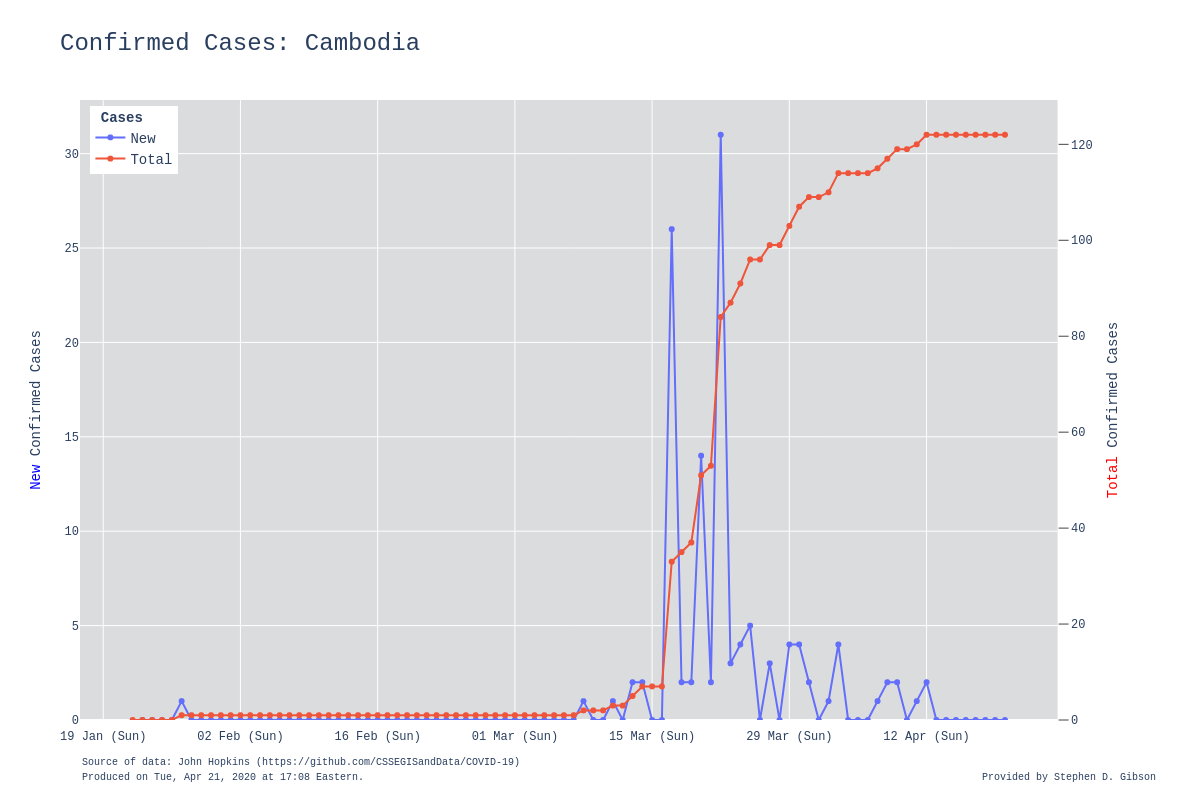 Confirmed Cases: Cambodia
Cases
New
Total
30
25
20
15
10
5
0
120
100
80
60
40
20
0
New Confirmed Cases
Total Confirmed Cases
19 Jan (Sun) 02 Feb (Sun) 16 Feb (Sun) 01 Mar (Sun) 15 Mar (Sun) 29 Mar (Sun) 12 Apr (Sun)
Source of data: John Hopkins (https://github.com/CSSEGISandData/COVID-19)
Produced on Tue, Apr 21, 2020 at 17:08 Eastern.
Provided by Stephen D. Gibson